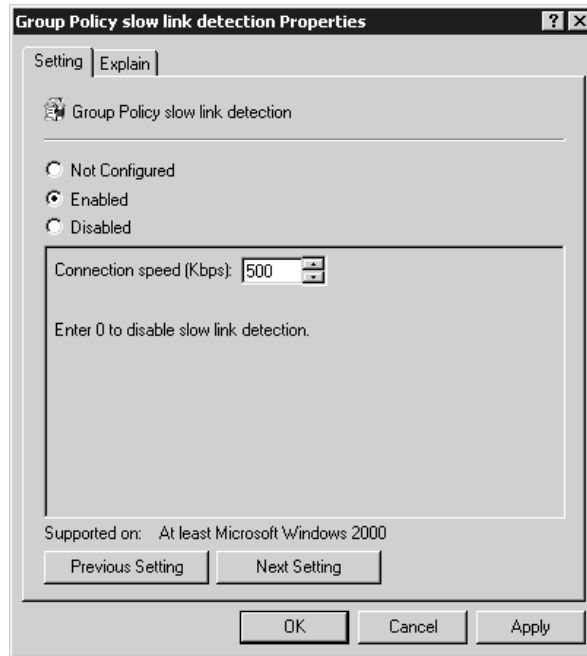 Group Policy slow link detection Properties
Setting
Explain
Group Policy slow link detection
Not Configured
Enabled
Disabled
Connection speed (Kbps): 500
Enter 0 to disable slow link detection.
Supported on: At least Microsoft Windows 2000
Previous Setting
Next Setting
OK
Cancel
Apply